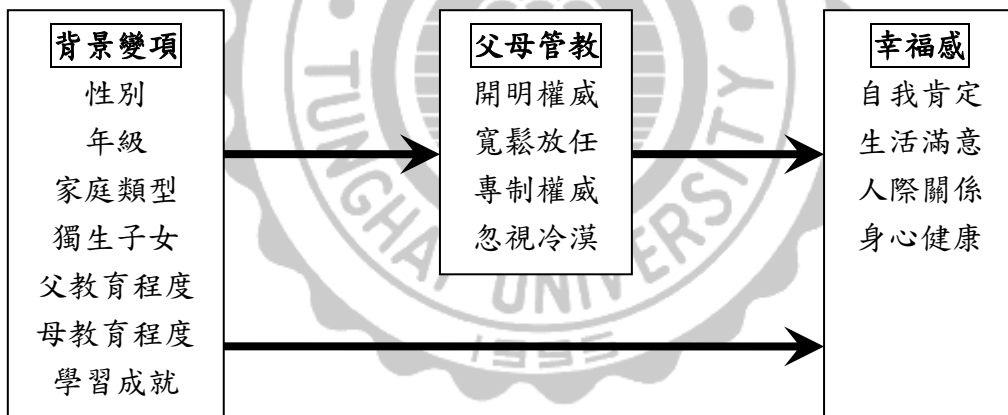 背景變項
性別
年級
家庭類型
獨生子女
父教育程度
母教育程度
學習成就
父母管教
開明權威
寬鬆放任
專制權威
忽視冷漠
幸福感
自我肯定
生活滿意
人際關係
身心健康
TUNGHAI UNIVERSITY
1955